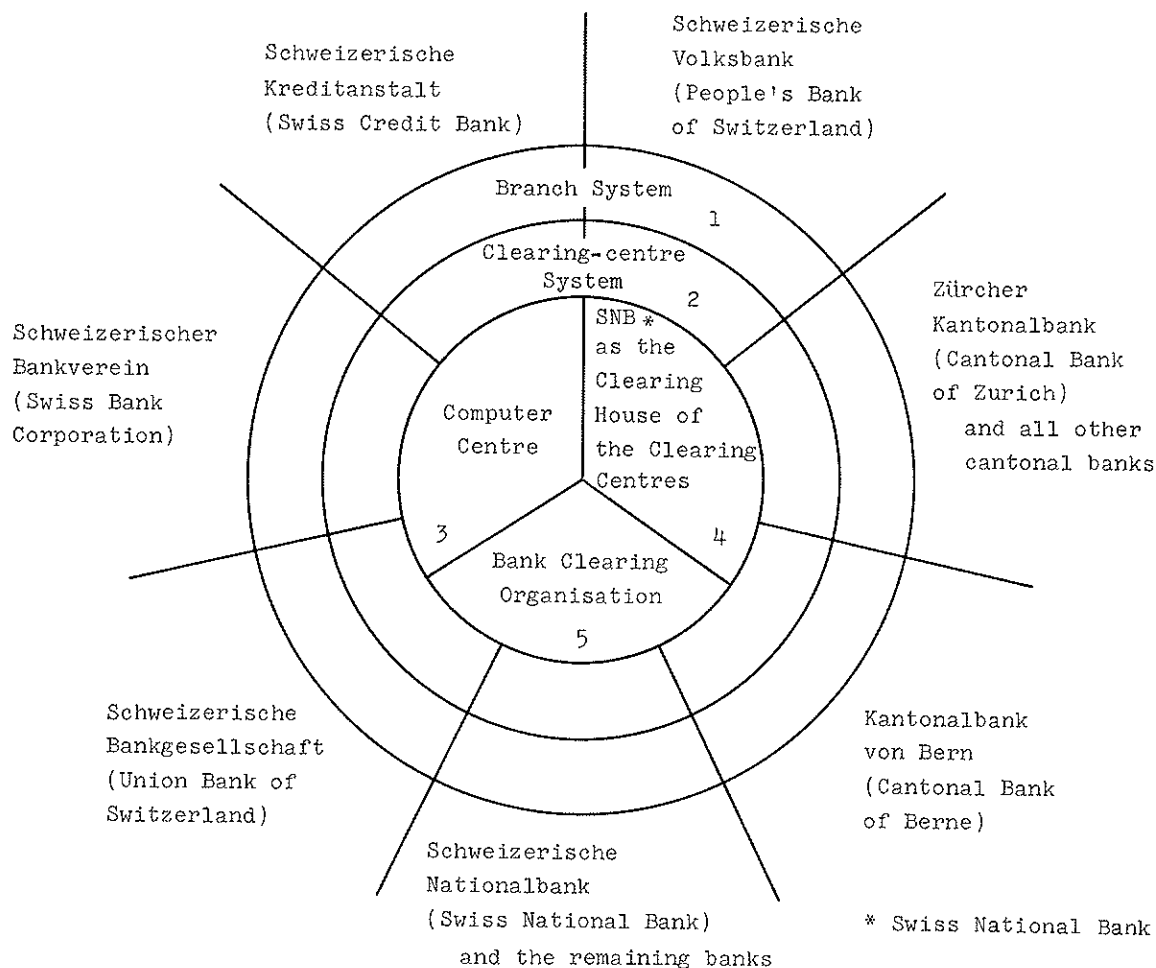 Schweizerische
Kreditanstalt
(Swiss Credit Bank)
Schweizerische
Volksbank
(People's Bank
of Switzerland)
Branch System
1
Clearing-centre
System
2
Schweizerischer
Bankverein
(Swiss Bank
Corporation)
Computer
Centre
3
SNB *
as the
Clearing
House of
the Clearing
Centres
4
Zürcher
Kantonalbank
(Cantonal Bank
of Zurich)
and all other
cantonal banks
Bank Clearing
Organisation
5
Schweizerische
Bankgesellschaft
(Union Bank of
Switzerland)
Schweizerische
Nationalbank
(Swiss National Bank)
and the remaining banks
Kantonalbank
von Bern
(Cantonal Bank
of Berne)
* Swiss National Bank